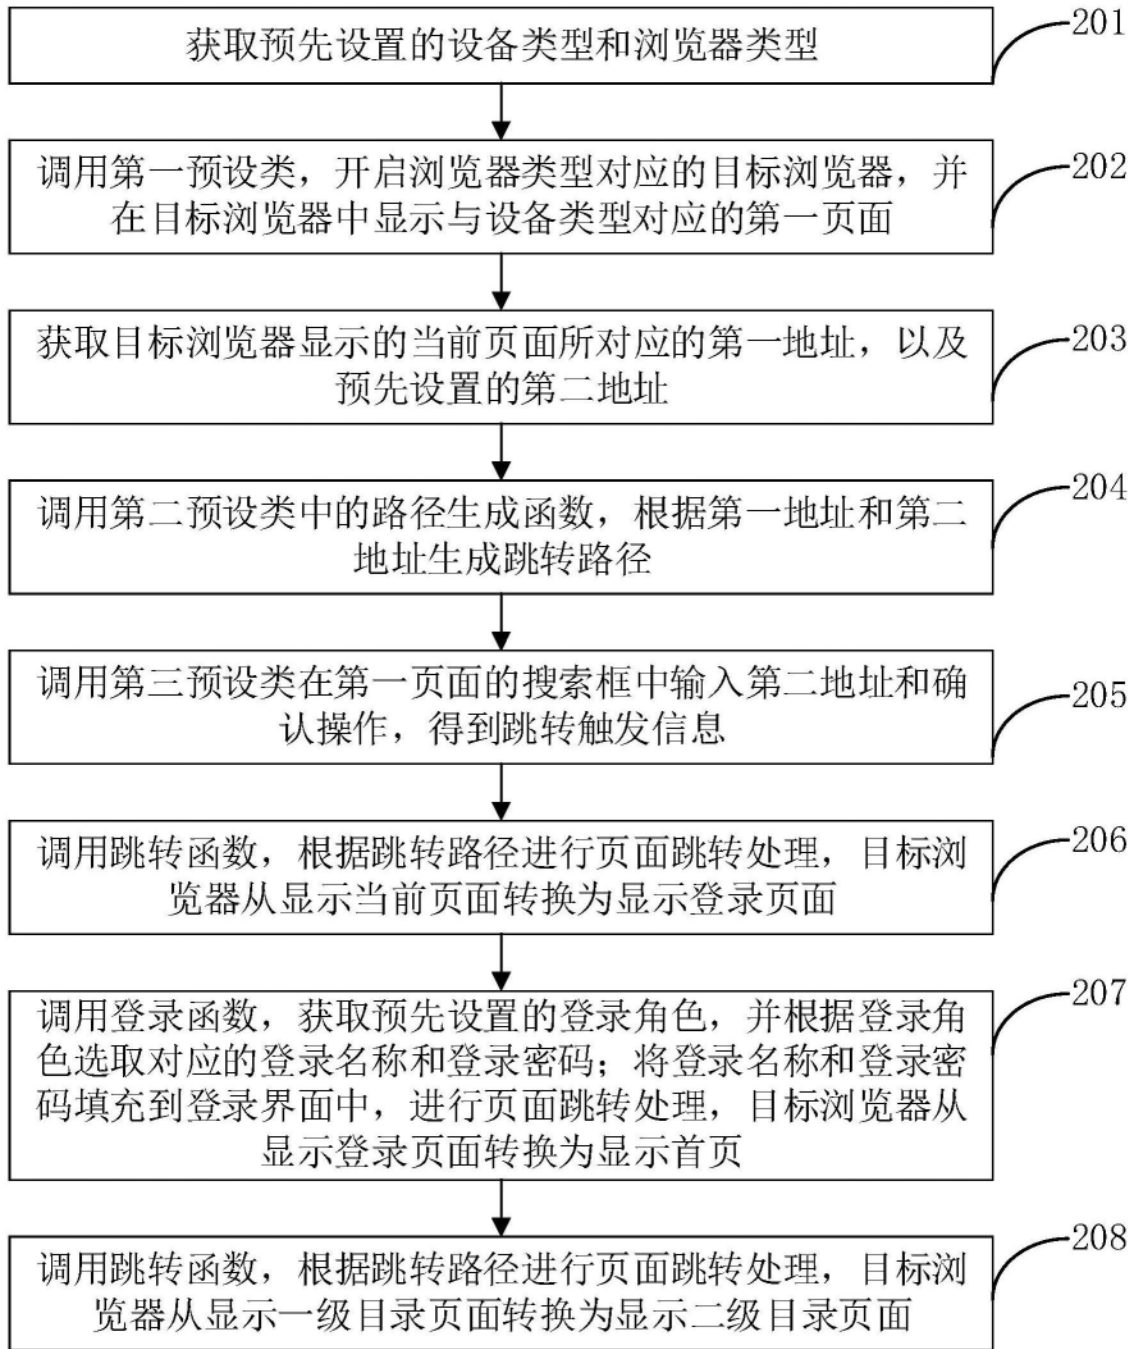 获取预先设置的设备类型和浏览器类型
201
调用第一预设类，开启浏览器类型对应的目标浏览器，并
在目标浏览器中显示与设备类型对应的第一页面
202
获取目标浏览器显示的当前页面所对应的第一地址，以及
预先设置的第二地址
203
调用第二预设类中的路径生成函数，根据第一地址和第二
地址生成跳转路径
204
调用第三预设类在第一页面的搜索框中输入第二地址和确
认操作，得到跳转触发信息
205
调用跳转函数，根据跳转路径进行页面跳转处理，目标浏
览器从显示当前页面转换为显示登录页面
206
调用登录函数，获取预先设置的登录角色，并根据登录角
色选取对应的登录名称和登录密码；将登录名称和登录密
码填充到登录界面中，进行页面跳转处理，目标浏览器从
显示登录页面转换为显示首页
207
调用跳转函数，根据跳转路径进行页面跳转处理，目标浏
览器从显示一级目录页面转换为显示二级目录页面
208